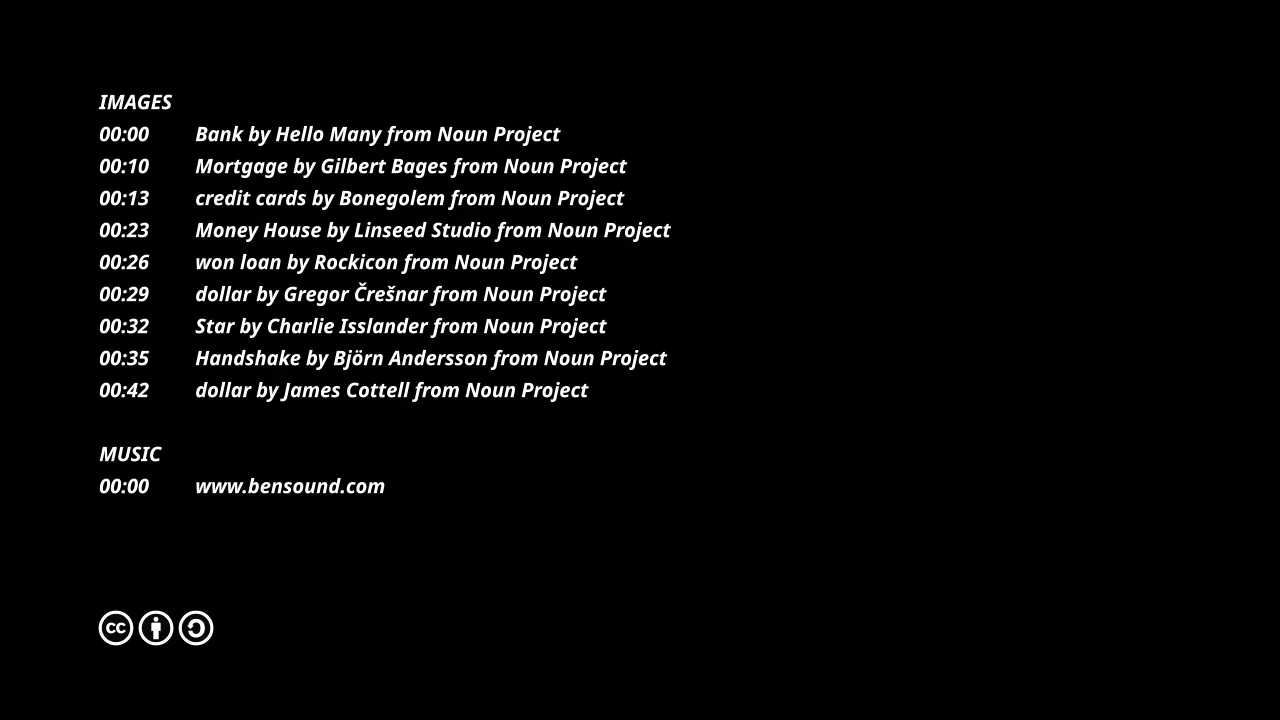 IMAGES
00:00 Bank by Hello Many from Noun Project
00:10 Mortgage by Gilbert Bages from Noun Project
00:13 credit cards by Bonegolem from Noun Project
00:23 Money House by Linseed Studio from Noun Project
00:26 won loan by Rockicon from Noun Project
00:29 dollar by Gregor Črešnar from Noun Project
00:32 Star by Charlie Isslander from Noun Project
00:35 Handshake by Björn Andersson from Noun Project
00:42 dollar by James Cottell from Noun Project
MUSIC
00:00 www.bensound.com
cc